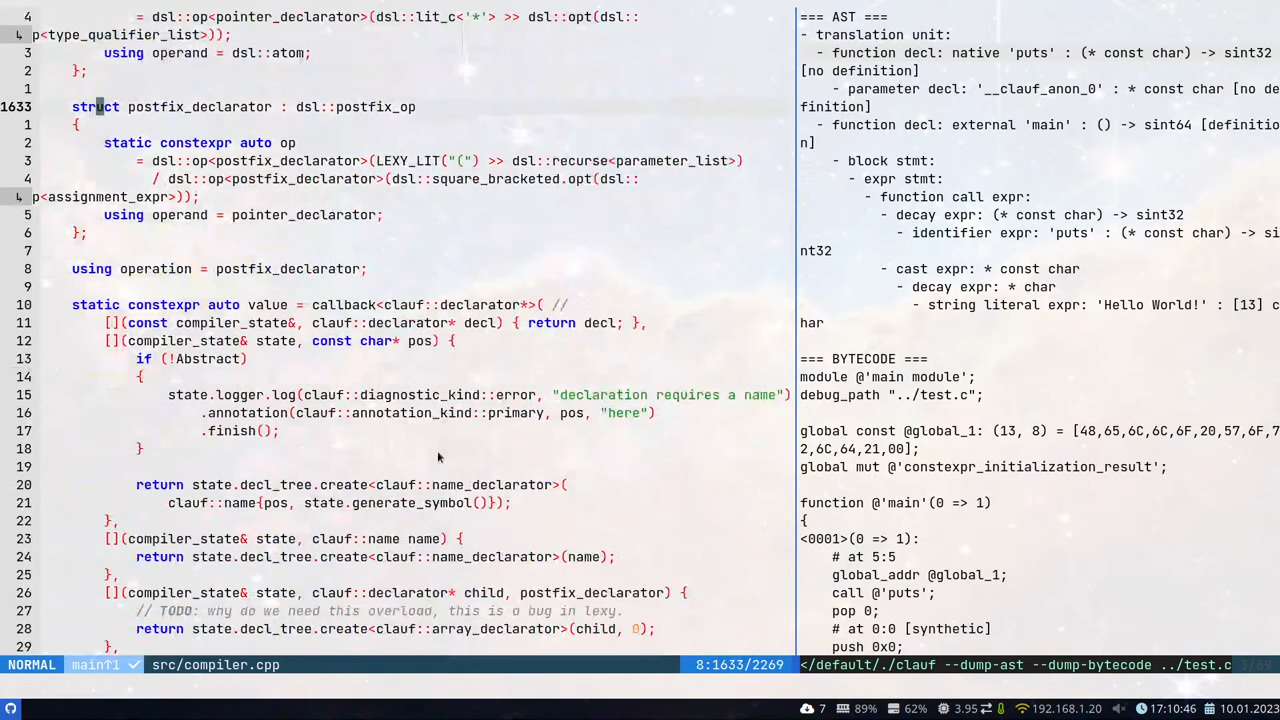 4                = dsl::op<pointer_declarator>(dsl::lit_c<'*'> >> dsl::opt(dsl::
↳ p<type_qualifier_list>));
3            using operand = dsl::atom;
2        };
1
1633     struct postfix_declarator : dsl::postfix_op
1        {
2            static constexpr auto op
3                = dsl::op<postfix_declarator>(LEXY_LIT("(") >> dsl::recurse<parameter_list>)
4                / dsl::op<postfix_declarator>(dsl::square_bracketed.opt(dsl::
↳ p<assignment_expr>));
5            using operand = pointer_declarator;
6        };
7
8        using operation = postfix_declarator;
9
10       static constexpr auto value = callback<clauf::declarator*>( //
11           [](const compiler_state&, clauf::declarator* decl) { return decl; },
12           [](compiler_state& state, const char* pos) {
13               if (!Abstract)
14               {
15                   state.logger.log(clauf::diagnostic_kind::error, "declaration requires a name")
16                       .annotation(clauf::annotation_kind::primary, pos, "here")
17                       .finish();
18               }
19
20               return state.decl_tree.create<clauf::name_declarator>(
21                   clauf::name{pos, state.generate_symbol()});
22           },
23           [](compiler_state& state, clauf::name name) {
24               return state.decl_tree.create<clauf::name_declarator>(name);
25           },
26           [](compiler_state& state, clauf::declarator* child, postfix_declarator) {
27               // TODO: why do we need this overload, this is a bug in lexy.
28               return state.decl_tree.create<clauf::array_declarator>(child, 0);
29           },
NORMAL main↑1 ✓ src/compiler.cpp 8:1633/2269
=== AST ===
- translation unit:
  - function decl: native 'puts' : (* const char) -> sint32
[no definition]
    - parameter decl: '__clauf_anon_0' : * const char [no de
finition]
  - function decl: external 'main' : () -> sint64 [definitio
n]
    - block stmt:
      - expr stmt:
        - function call expr:
          - decay expr: (* const char) -> sint32
            - identifier expr: 'puts' : (* const char) -> si
nt32
          - cast expr: * const char
            - decay expr: * char
              - string literal expr: 'Hello World!' : [13] c
har

=== BYTECODE ===
module @'main module';
debug_path "../test.c";

global const @global_1: (13, 8) = [48,65,6C,6C,6F,20,57,6F,7
2,6C,64,21,00];
global mut @'constexpr_initialization_result';

function @'main'(0 => 1)
{
<0001>(0 => 1):
    # at 5:5
    global_addr @global_1;
    call @'puts';
    pop 0;
    # at 0:0 [synthetic]
    push 0x0;
</default/./clauf --dump-ast --dump-bytecode ../test.c
7 89% 62% 3.95 192.168.1.20 17:10:46 10.01.2023